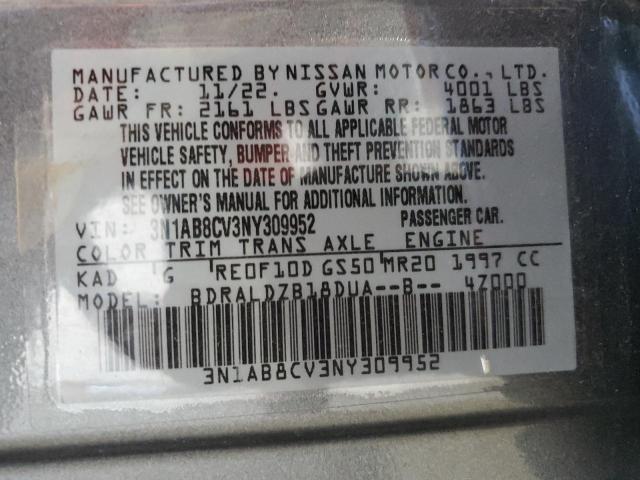 MANUFACTURED BY NISSAN MOTOR CO., LTD.
DATE: 11/22. GVWR: 4001 LBS
GAWR FR: 2161 LBS GAWR RR: 1863 LBS
THIS VEHICLE CONFORMS TO ALL APPLICABLE FEDERAL MOTOR
VEHICLE SAFETY, BUMPER AND THEFT PREVENTION STANDARDS
IN EFFECT ON THE DATE OF MANUFACTURE SHOWN ABOVE.
SEE OWNER'S MANUAL FOR ADDITIONAL INFORMATION.
VIN: 3N1AB8CV3NY309952 PASSENGER CAR.
COLOR TRIM TRANS AXLE ENGINE
KAD G RE0F10D GS50 MR20 1997 CC
MODEL: BDRALDZB18DUA--B-- 4Z000
3N1AB8CV3NY309952